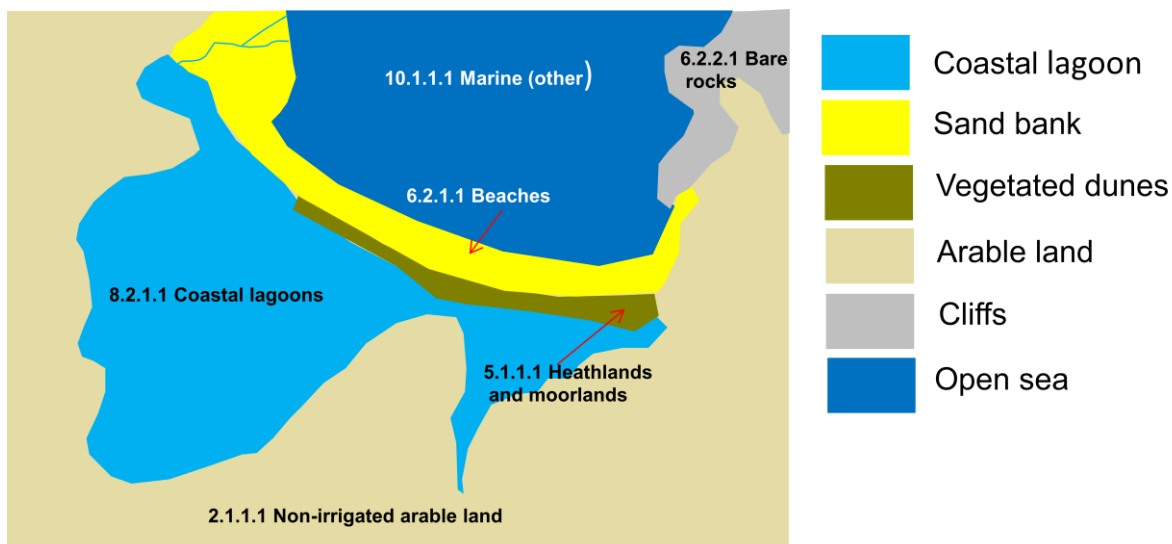 10.1.1.1 Marine (other)
6.2.2.1 Bare
rocks
6.2.1.1 Beaches
8.2.1.1 Coastal lagoons
5.1.1.1 Heathlands
and moorlands
2.1.1.1 Non-irrigated arable land
Coastal lagoon
Sand bank
Vegetated dunes
Arable land
Cliffs
Open sea